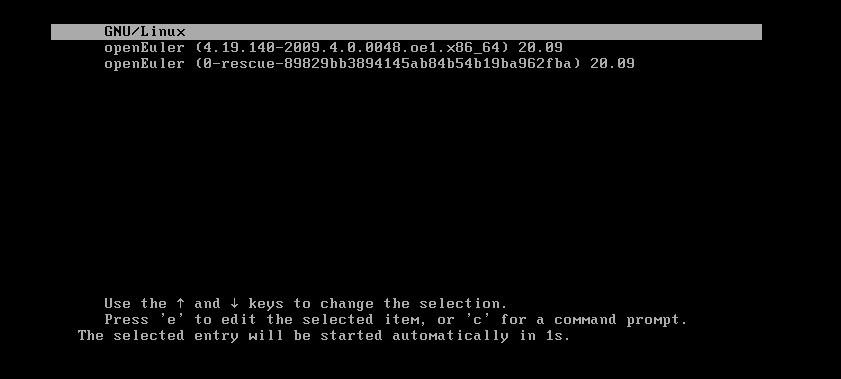 GNU/Linux
openEuler (4.19.140-2009.4.0.0048.oe1.x86_64) 20.09
openEuler (0-rescue-89829bb3894145ab84b54b19ba962fba) 20.09
Use the ↑ and ↓ keys to change the selection.
Press 'e' to edit the selected item, or 'c' for a command prompt.
The selected entry will be started automatically in 1s.